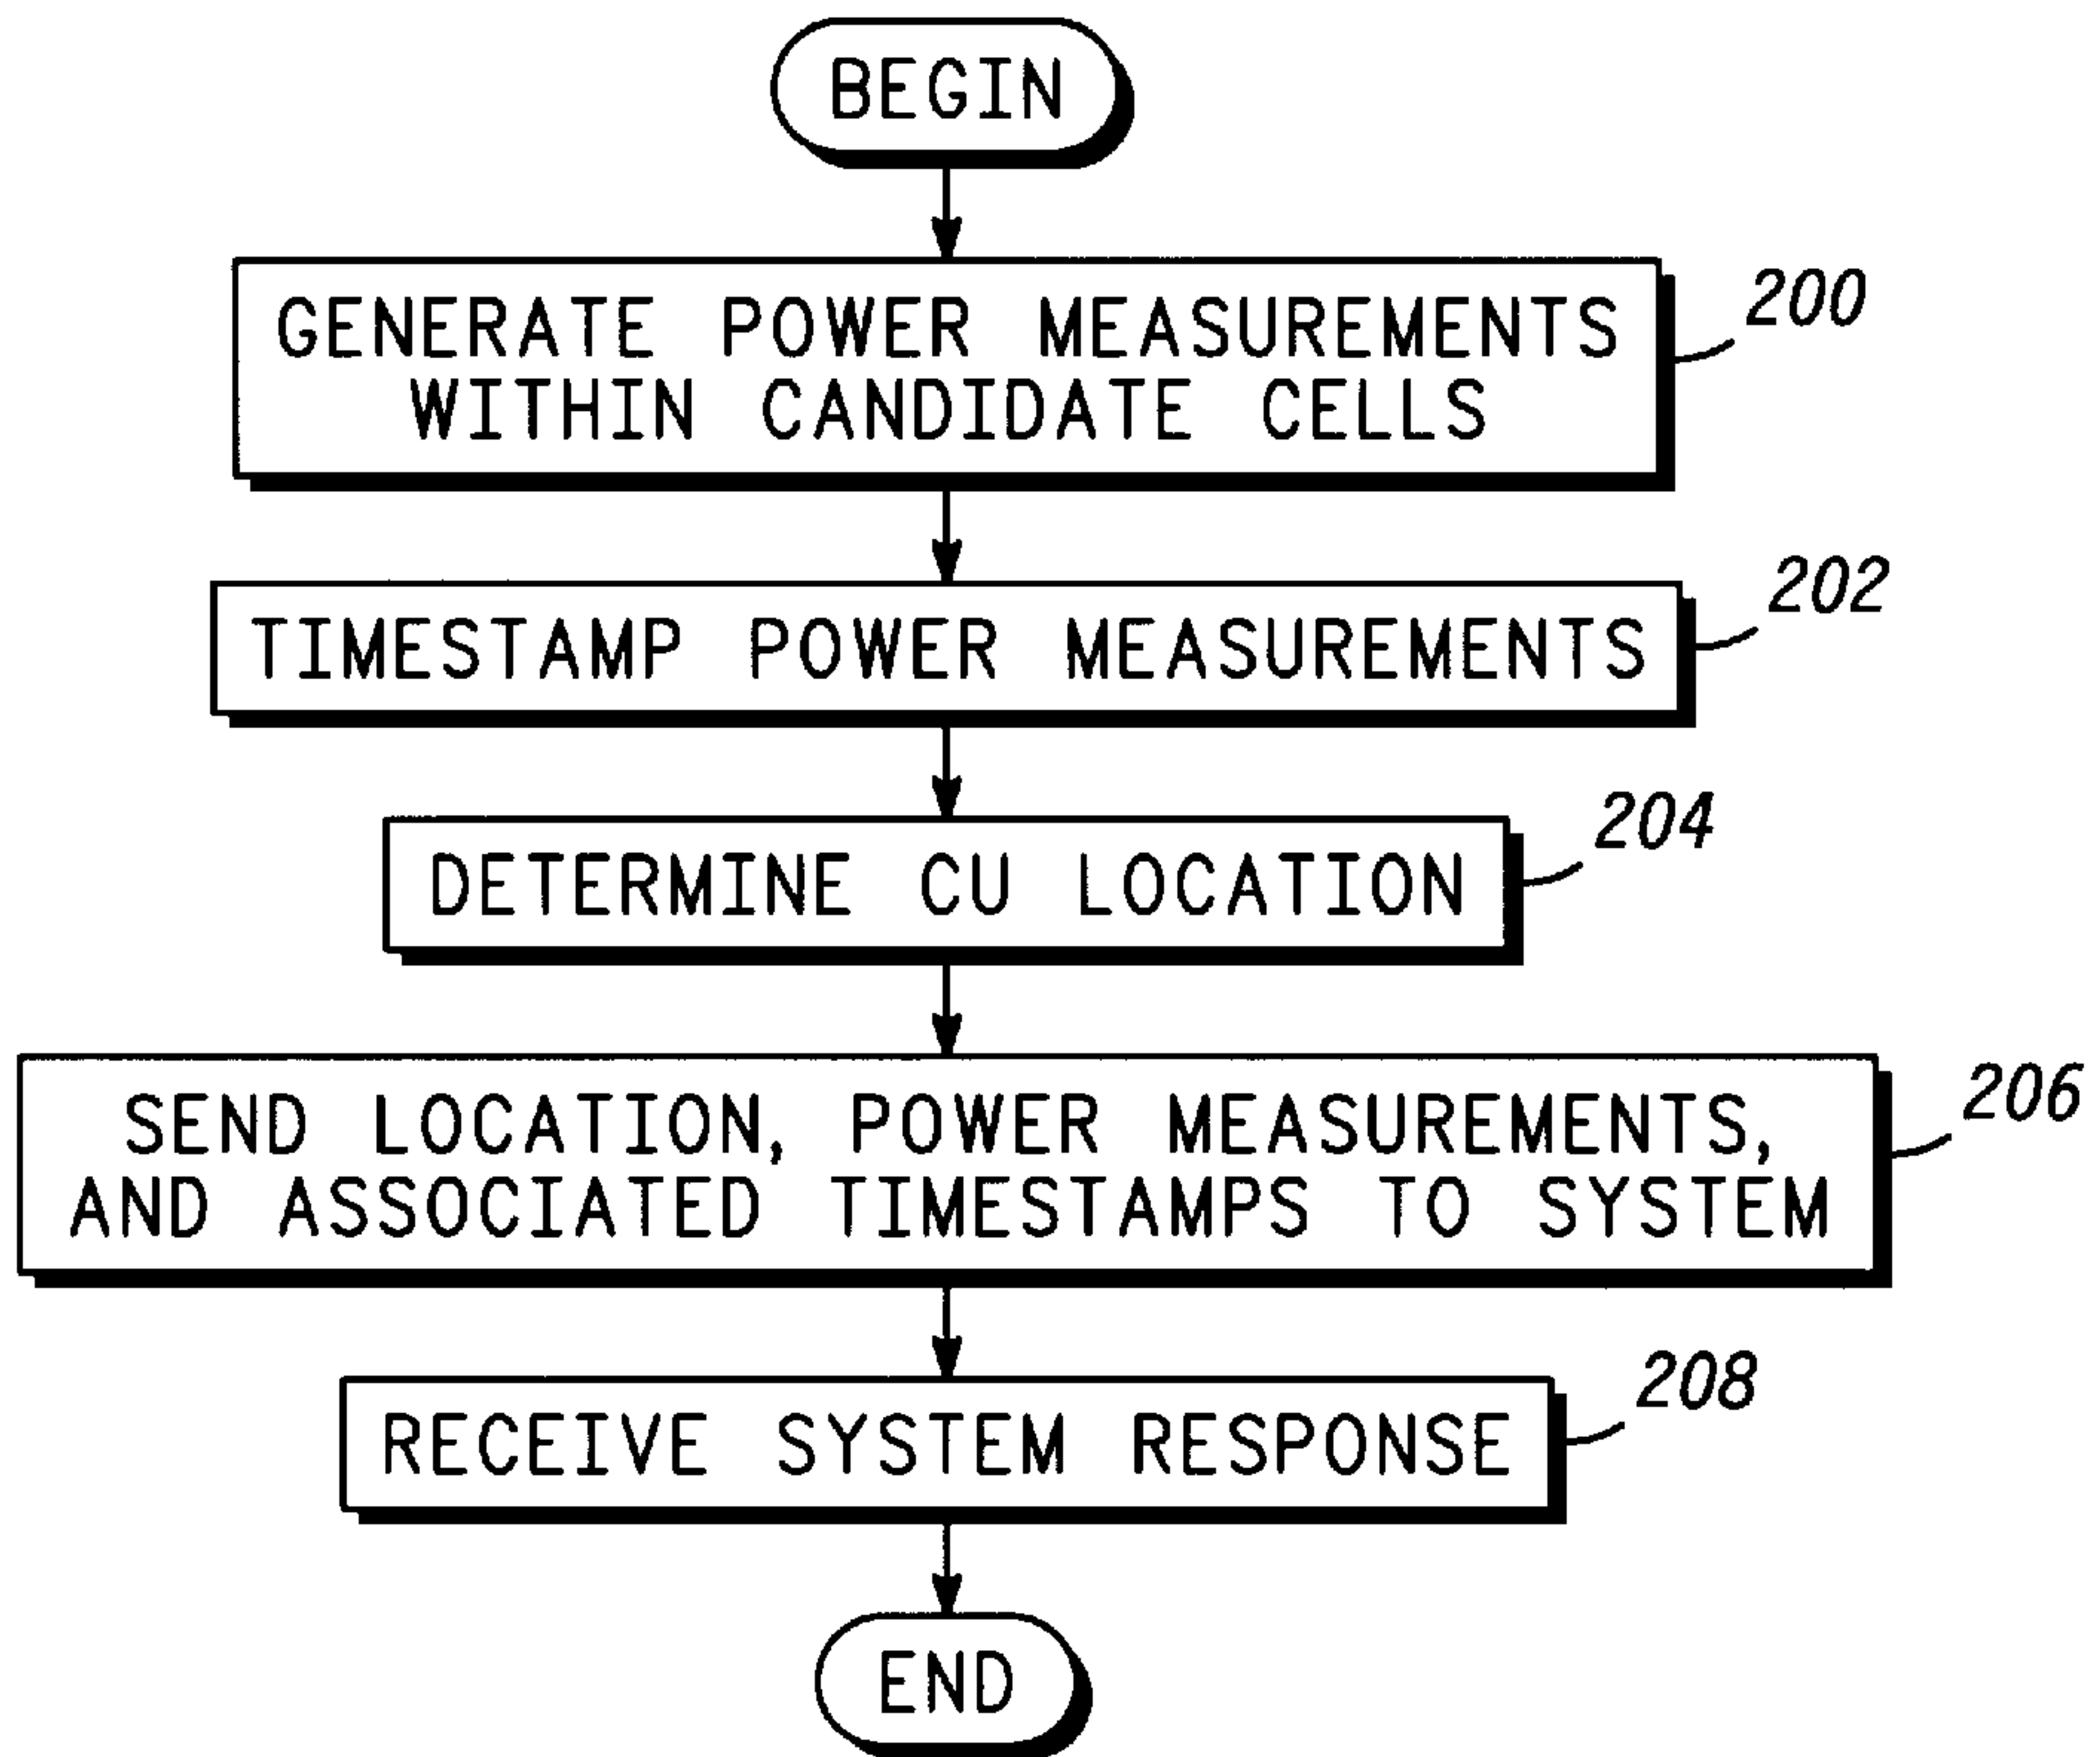 BEGIN
GENERATE POWER MEASUREMENTS
WITHIN CANDIDATE CELLS
200
TIMESTAMP POWER MEASUREMENTS
202
DETERMINE CU LOCATION
204
SEND LOCATION, POWER MEASUREMENTS,
AND ASSOCIATED TIMESTAMPS TO SYSTEM
206
RECEIVE SYSTEM RESPONSE
208
END